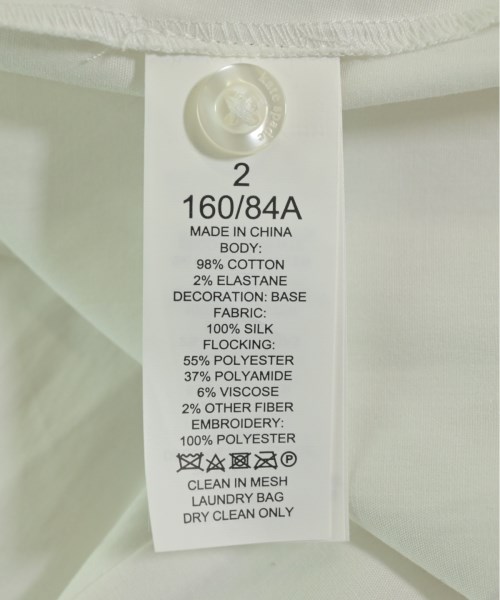 2
160/84A
MADE IN CHINA
BODY:
98% COTTON
2% ELASTANE
DECORATION: BASE
FABRIC:
100% SILK
FLOCKING:
55% POLYESTER
37% POLYAMIDE
6% VISCOSE
2% OTHER FIBER
EMBROIDERY:
100% POLYESTER
P
CLEAN IN MESH
LAUNDRY BAG
DRY CLEAN ONLY